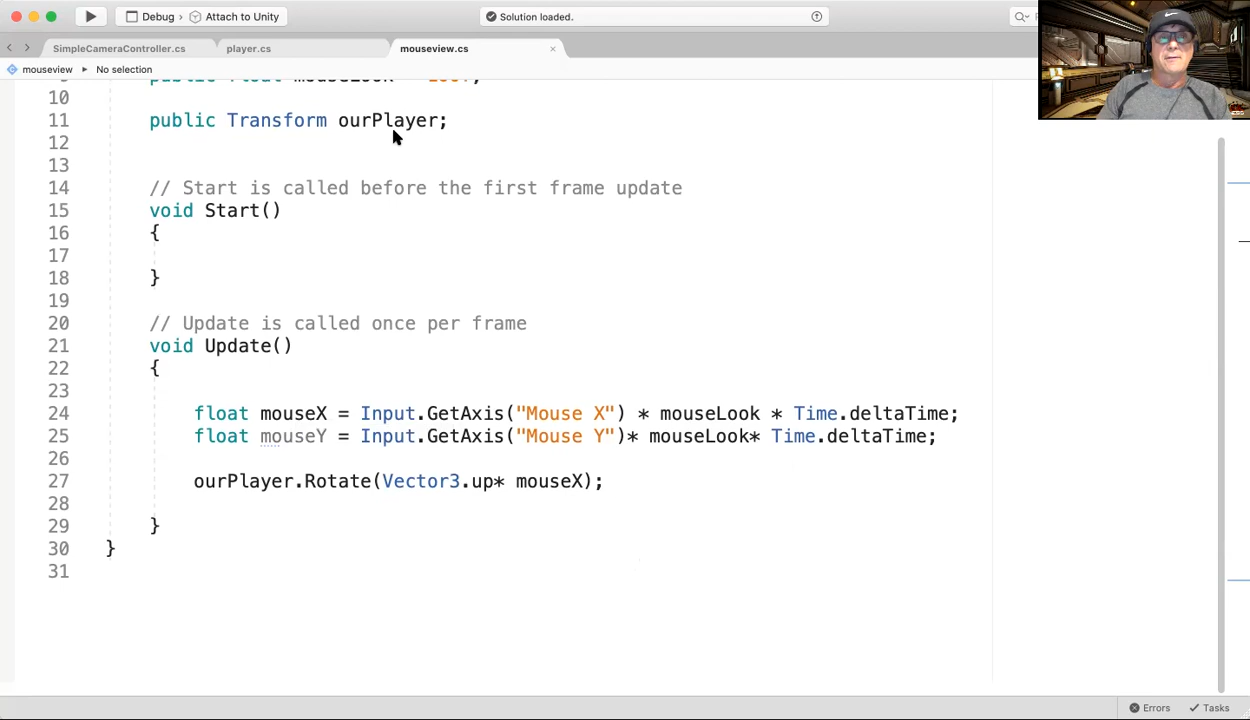 Debug › Attach to Unity
Solution loaded.
SimpleCameraController.cs
player.cs
mouseview.cs
mouseview
No selection
10
11 public Transform ourPlayer;
12
13
14 // Start is called before the first frame update
15 void Start()
16 {
17
18 }
19
20 // Update is called once per frame
21 void Update()
22 {
23
24 float mouseX = Input.GetAxis("Mouse X") * mouseLook * Time.deltaTime;
25 float mouseY = Input.GetAxis("Mouse Y")* mouseLook* Time.deltaTime;
26
27 ourPlayer.Rotate(Vector3.up* mouseX);
28
29 }
30 }
31
Errors
Tasks